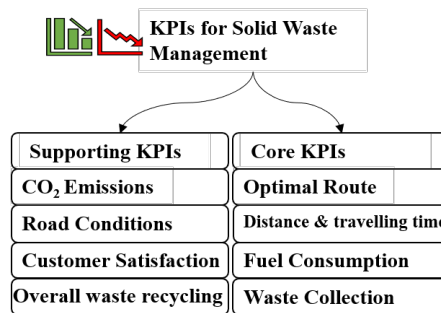 KPIs for Solid Waste
Management
Supporting KPIs
CO₂ Emissions
Road Conditions
Customer Satisfaction
Overall waste recycling
Core KPIs
Optimal Route
Distance & travelling time
Fuel Consumption
Waste Collection